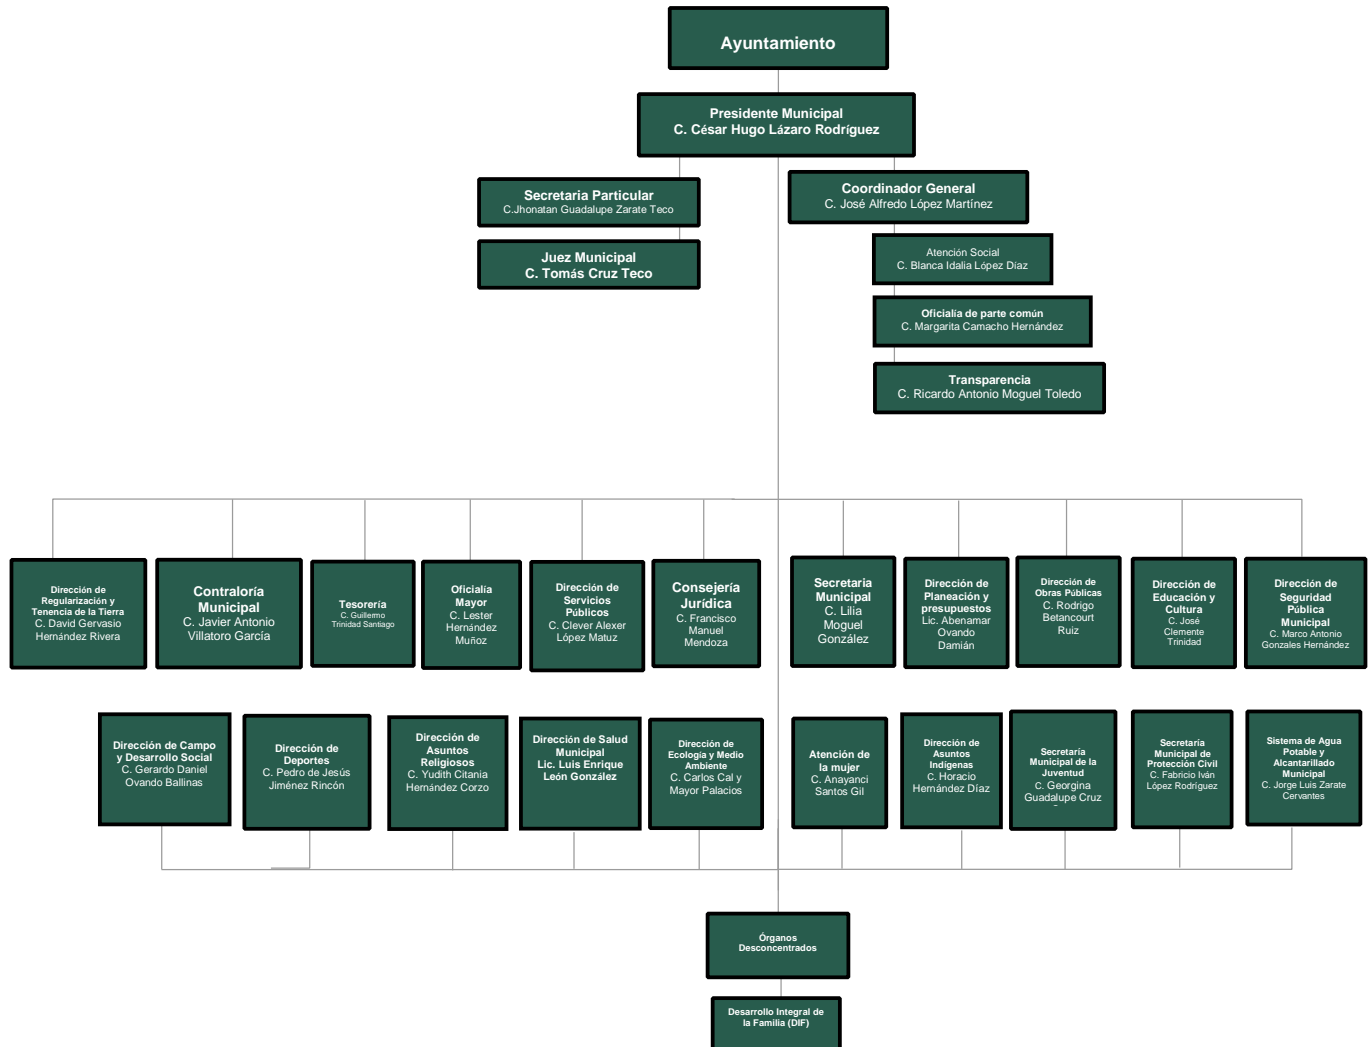 Ayuntamiento
Presidente Municipal
C. César Hugo Lázaro Rodríguez
Secretaria Particular
C.Jhonatan Guadalupe Zarate Teco
Juez Municipal
C. Tomás Cruz Teco
Coordinador General
C. José Alfredo López Martínez
Atención Social
C. Blanca Idalia López Díaz
Oficialía de parte común
C. Margarita Camacho Hernández
Transparencia
C. Ricardo Antonio Moguel Toledo
Dirección de
Regularización y
Tenencia de la Tierra
C. David Gervasio
Hernández Rivera
Contraloría
Municipal
C. Javier Antonio
Villatoro García
Tesorería
C. Guillermo
Trinidad Santiago
Oficialía
Mayor
C. Lester
Hernández
Muñoz
Dirección de
Servicios
Públicos
C. Clever Alexer
López Matuz
Consejería
Jurídica
C. Francisco
Manuel
Mendoza
Secretaria
Municipal
C. Lilia
Moguel
González
Dirección de
Planeación y
presupuestos
Lic. Abenamar
Ovando
Damián
Dirección de
Obras Públicas
C. Rodrigo
Betancourt
Ruiz
Dirección de
Educación y
Cultura
C. José
Clemente
Trinidad
Dirección de
Seguridad
Pública
Municipal
C. Marco Antonio
Gonzales Hernández
Dirección de Campo
y Desarrollo Social
C. Gerardo Daniel
Ovando Ballinas
Dirección de
Deportes
C. Pedro de Jesús
Jiménez Rincón
Dirección de
Asuntos
Religiosos
C. Yudith Citania
Hernández Corzo
Dirección de Salud
Municipal
Lic. Luis Enrique
León González
Dirección de
Ecología y Medio
Ambiente
C. Carlos Cal y
Mayor Palacios
Atención de
la mujer
C. Anayanci
Santos Gil
Dirección de
Asuntos
Indígenas
C. Horacio
Hernández Díaz
Secretaría
Municipal de la
Juventud
C. Georgina
Guadalupe Cruz
Secretaría
Municipal de
Protección Civil
C. Fabricio Iván
López Rodríguez
Sistema de Agua
Potable y
Alcantarillado
Municipal
C. Jorge Luis Zarate
Cervantes
Órganos
Desconcentrados
Desarrollo Integral de
la Familia (DIF)